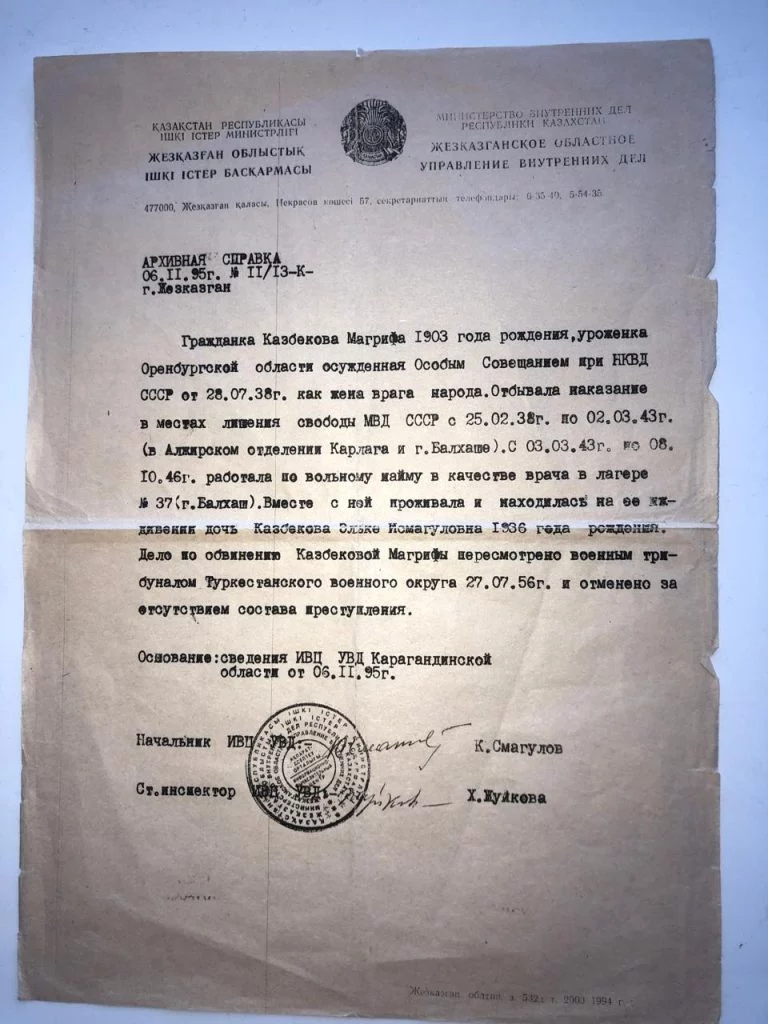 ҚАЗАҚСТАН РЕСПУБЛИКАСЫ
ІШКІ ІСТЕР МИНИСТРЛІГІ
ЖЕЗҚАЗҒАН ОБЛЫСТЫҚ
ІШКІ ІСТЕР БАСҚАРМАСЫ
МИНИСТЕРСТВО ВНУТРЕННИХ ДЕЛ
РЕСПУБЛИКИ КАЗАХСТАН
ЖЕЗКАЗГАНСКОЕ ОБЛАСТНОЕ
УПРАВЛЕНИЕ ВНУТРЕННИХ ДЕЛ
477000, Жезқазған қаласы, Некрасов көшесі 57, секретариаттың телефондары: 6-35-40, 5-54-35.
АРХИВНАЯ СПРАВКА
06.II.95г. № II/I3-К-
г.Жезказган
Гражданка Казбекова Магрифа I903 года рождения,уроженка
Оренбургской области осужденная Особым Совещанием при НКВД
СССР от 28.07.38г. как жена врага народа.Отбывала наказание
в местах лишения свободы МВД СССР с 25.02.38г. по 02.03.43г.
(в Алжирском отделении Карлага и г.Балхаше).С 03.03.43г. по 08.
I0.46г. работала по вольному найму в качестве врача в лагере
№ 37(г.Балхаш).Вместе с ней проживала и находилась на ее иж-
дивении дочь Казбекова Исмагуловна I936 года рождения.
Дело по обвинению Казбековой Магрифы пересмотрено военным три-
буналом Туркестанского военного округа 27.07.56г. и отменено за
отсутствием состава преступления.
Основание:сведения ИВЦ УВД Карагандинской
области от 06.II.95г.
Начальник ИВЦ УВД К.Смагулов
Ст.инспектор ИВЦ УВД Х.Жуйкова